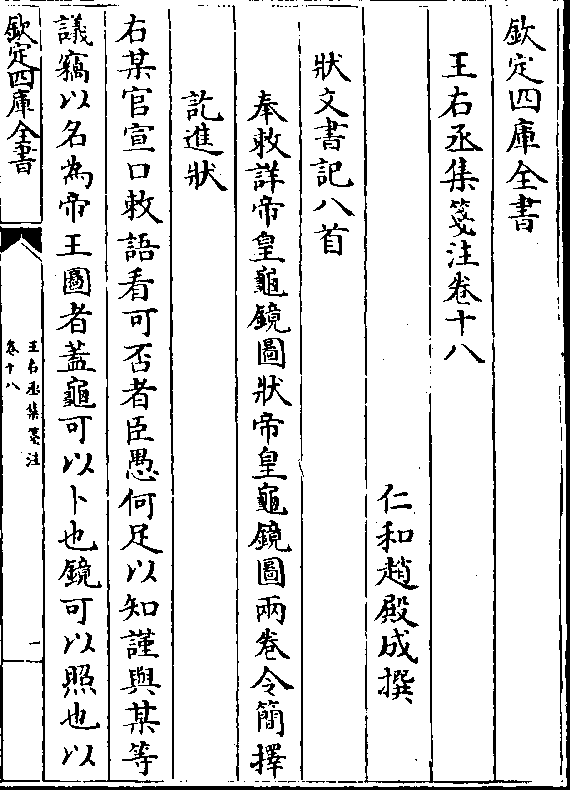 欽定四庫全書
王右丞集箋注卷十八
仁和趙殿成撰
狀文書記八首
奉敕詳帝皇龜鏡圖狀帝皇龜鏡圖兩卷令簡擇
訖進狀
右某官宣口敕語看可否者臣愚何足以知謹與某等
議竊以名為帝王圖者蓋龜可以卜也鏡可以照也以
欽定四庫全書
王右丞集箋注
卷十八
一